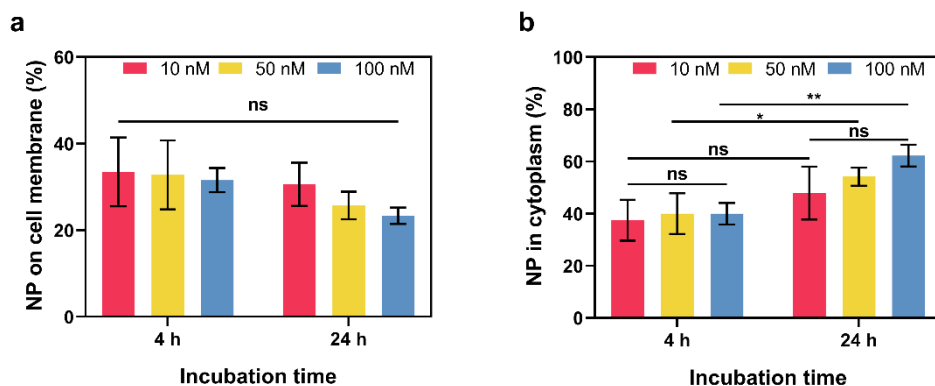 a
NP on cell membrane (%)
60
40
20
0
10 nM 50 nM 100 nM
ns
4 h 24 h
Incubation time
b
NP in cytoplasm (%)
100
80
60
40
20
0
10 nM 50 nM 100 nM
**
*
ns
ns
ns
4 h 24 h
Incubation time